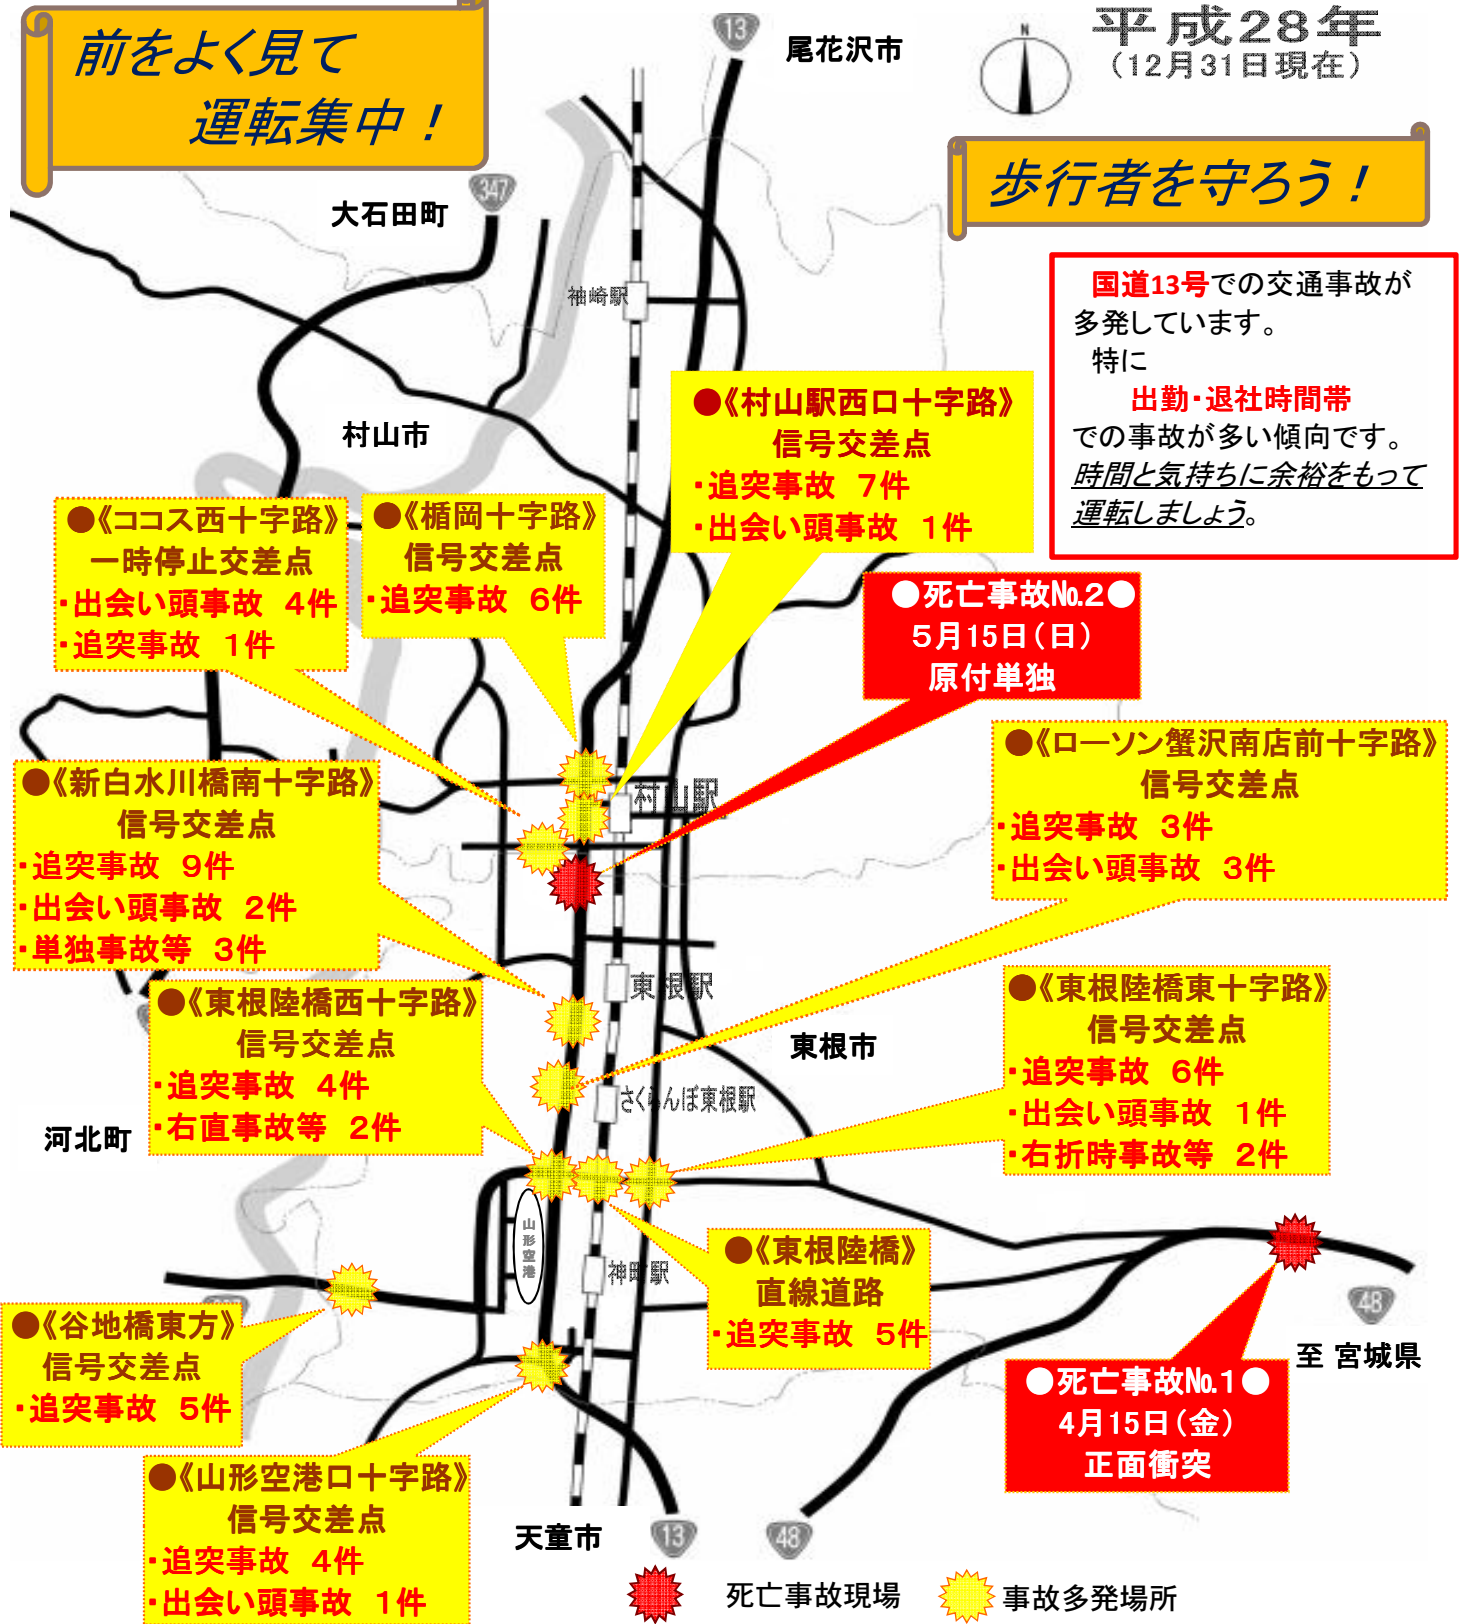 前をよく見て
運転集中！
13
尾花沢市
N
平成28年
（12月31日現在）
歩行者を守ろう！
347
大石田町
袖崎駅
国道13号での交通事故が
多発しています。
特に
出勤・退社時間帯
での事故が多い傾向です。
時間と気持ちに余裕をもって
運転しましょう。
村山市
●《村山駅西口十字路》
信号交差点
・追突事故　7件
・出会い頭事故　1件
●《ココス西十字路》
一時停止交差点
・出会い頭事故　4件
・追突事故　1件
●《楯岡十字路》
信号交差点
・追突事故　6件
●死亡事故№2●
5月15日（日）
原付単独
●《ローソン蟹沢南店前十字路》
信号交差点
・追突事故　3件
・出会い頭事故　3件
●《新白水川橋南十字路》
信号交差点
・追突事故　9件
・出会い頭事故　2件
・単独事故等　3件
村山駅
東根駅
●《東根陸橋西十字路》
信号交差点
・追突事故　4件
・右直事故等　2件
東根市
●《東根陸橋東十字路》
信号交差点
・追突事故　6件
・出会い頭事故　1件
・右折時事故等　2件
さくらんぼ東根駅
河北町
山形空港
神町駅
●《東根陸橋》
直線道路
・追突事故　5件
●《谷地橋東方》
信号交差点
・追突事故　5件
48
至 宮城県
●死亡事故№1●
4月15日（金）
正面衝突
●《山形空港口十字路》
信号交差点
・追突事故　4件
・出会い頭事故　1件
天童市
13
48
死亡事故現場
事故多発場所